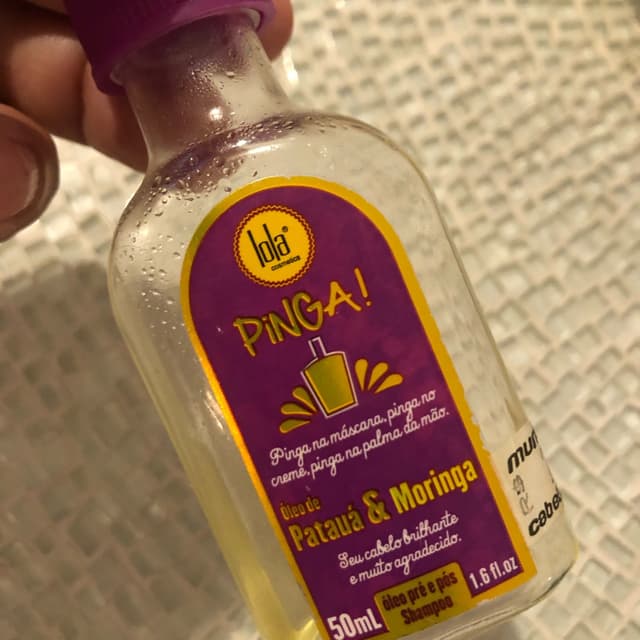 lola®
cosmetics
PiNGA!
Pinga na máscara, pinga no
creme, pinga na palma da mão.
Óleo de
Patauá & Moringa
Seu cabelo brilhante
e muito agradecido.
óleo pré e pós
Shampoo
50mL
1.6 fl.oz